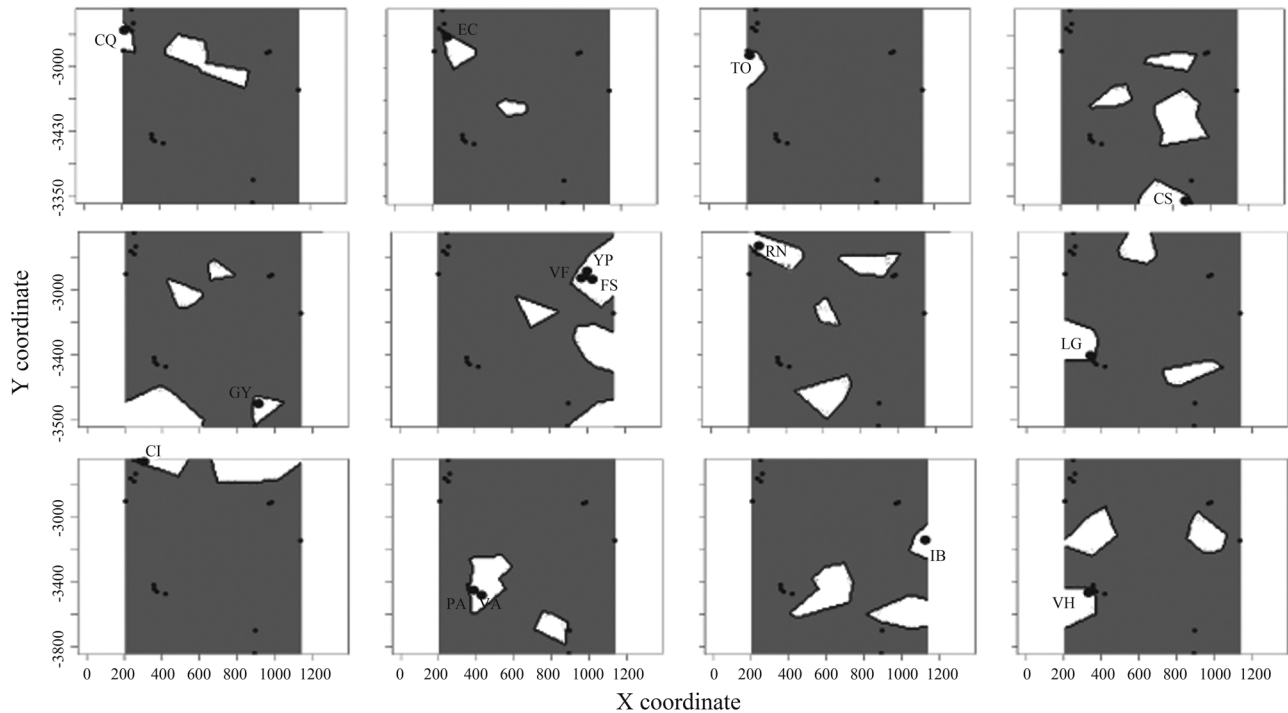 CQ
EC
TO
CS
-3000
-3430
-3350
GY
VF YP
FS
RN
LG
-3000
-3400
-3500
Y coordinate
CI
PA VA
IB
VH
-3000
-3400
-3800
0 200 400 600 800 1000 1200
0 200 400 600 800 1000 1200
0 200 400 600 800 1000 1200
0 200 400 600 800 1000 1200
X coordinate